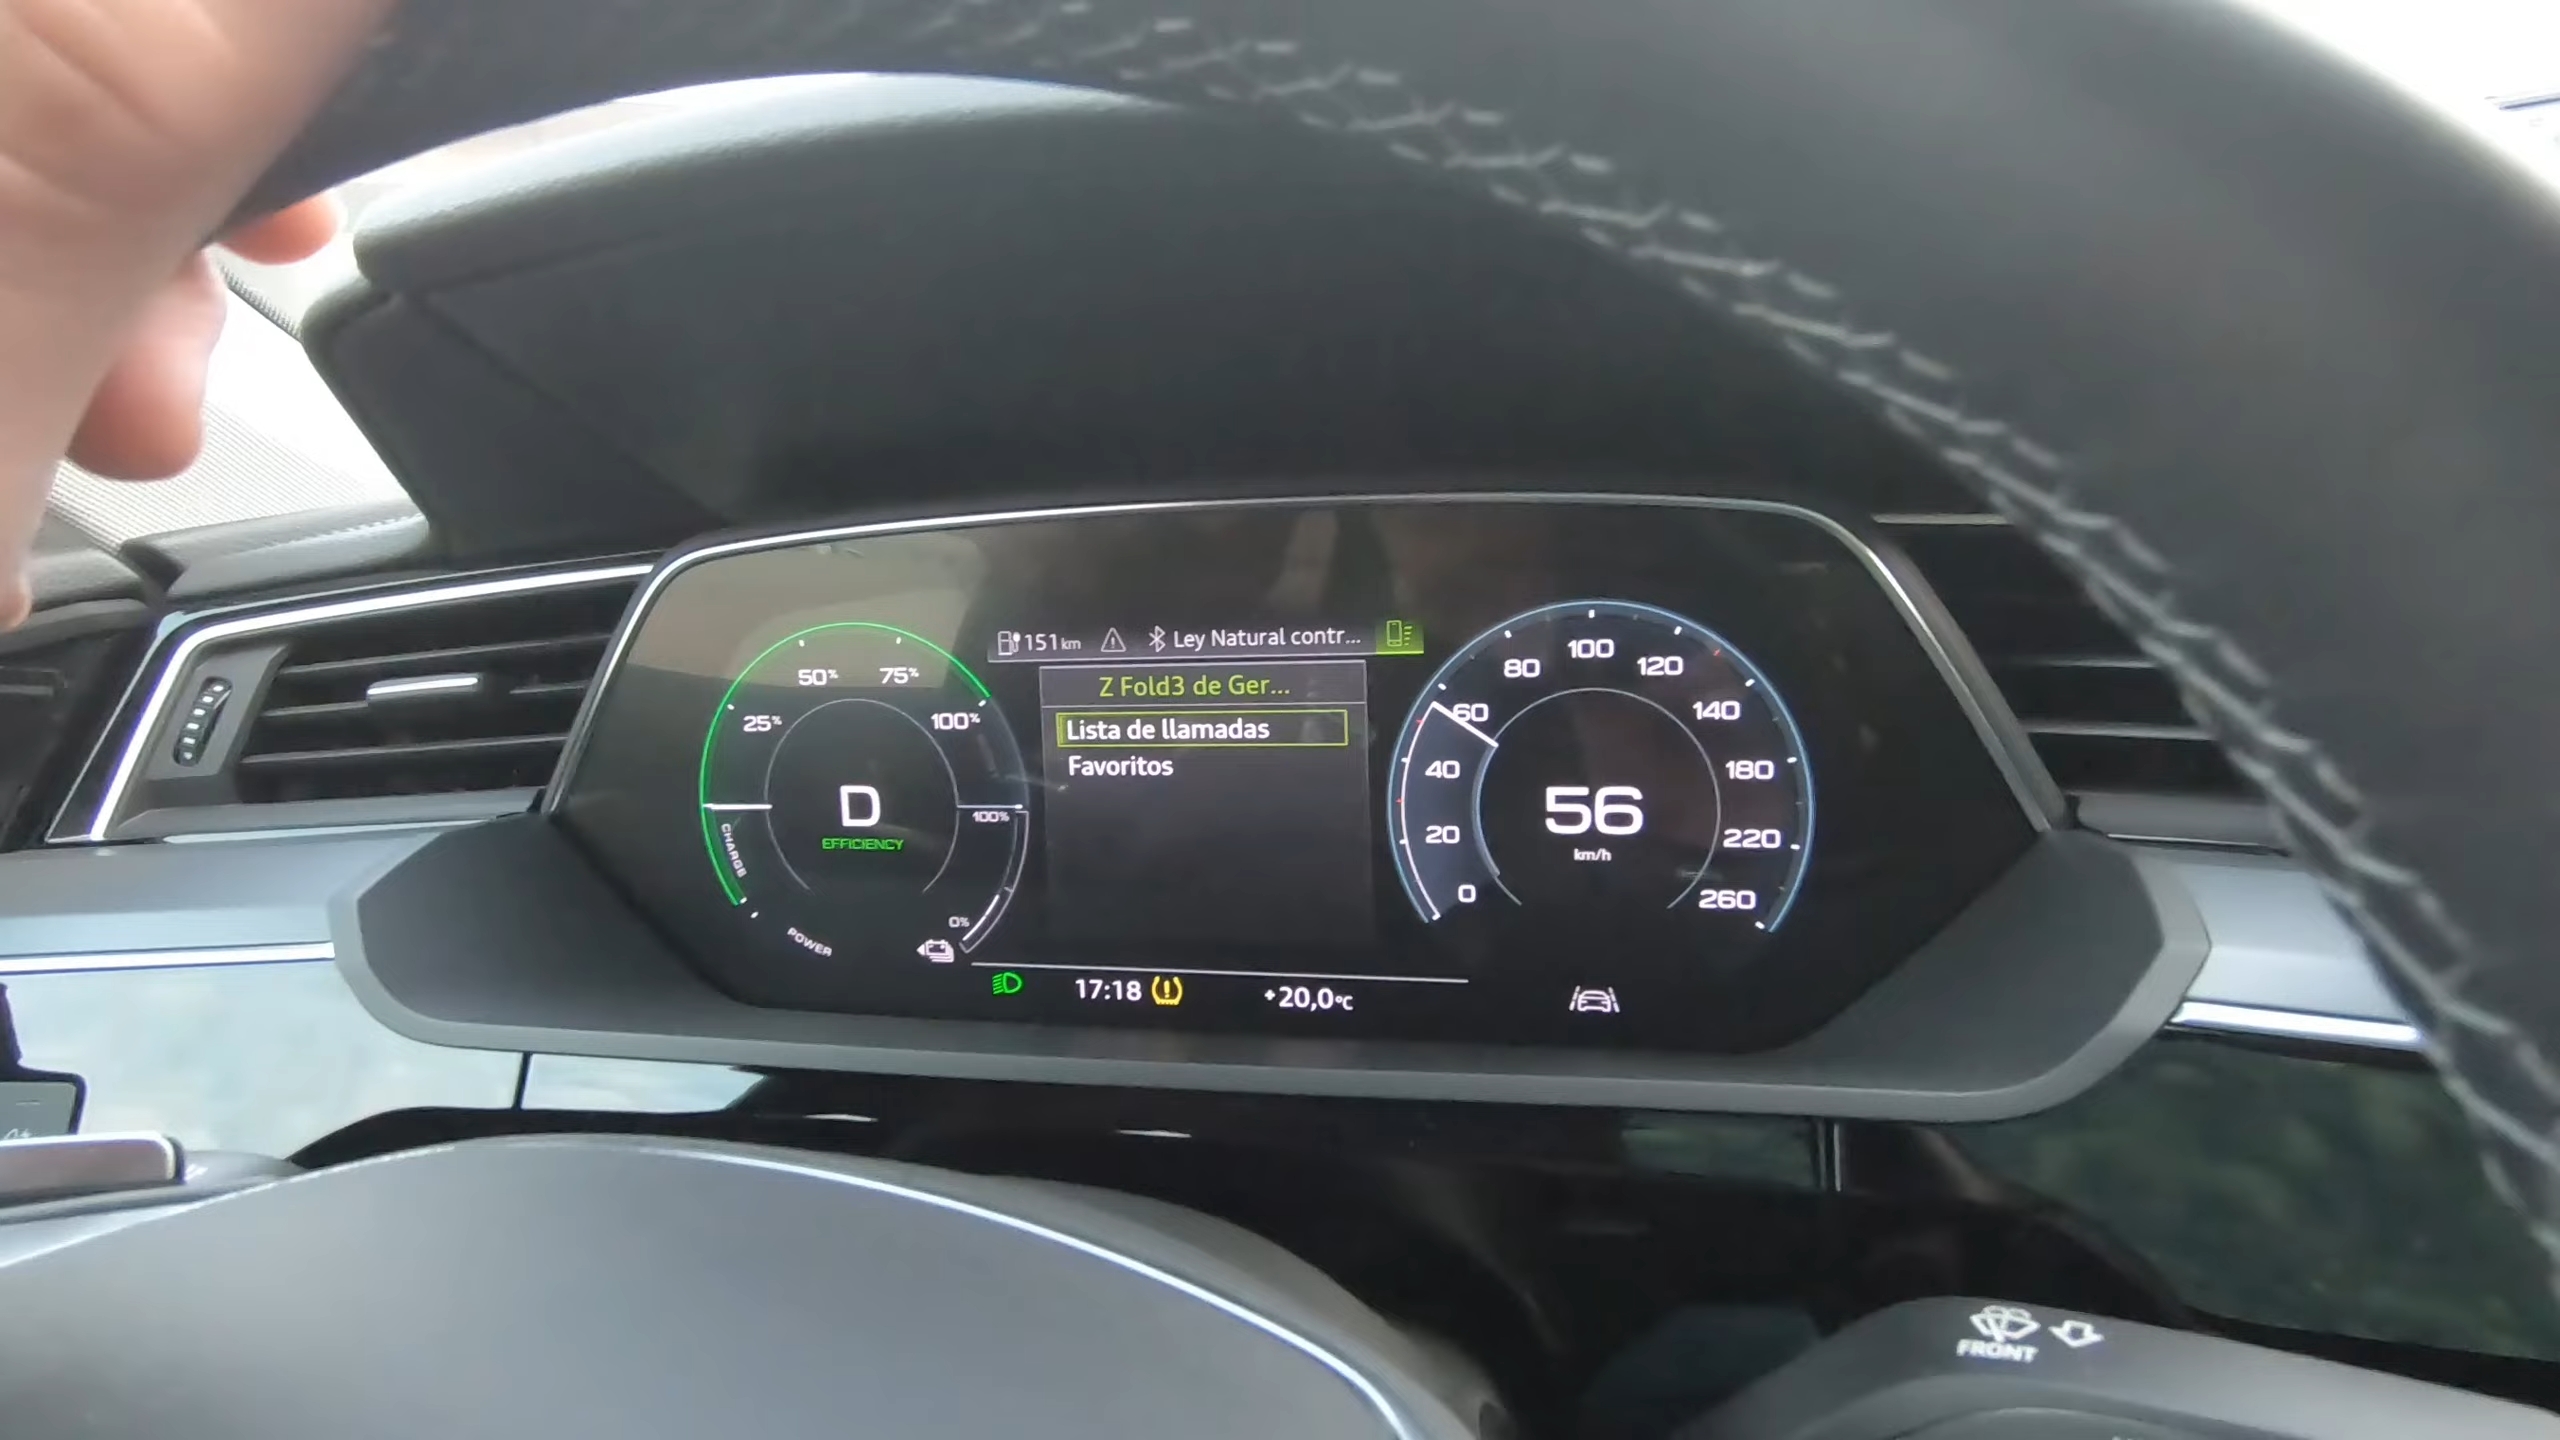 151 km
Ley Natural contr...
Z Fold3 de Ger...
Lista de llamadas
Favoritos
25%
50%
75%
100%
D
EFFICIENCY
CHARGE
POWER
100%
0%
0
20
40
60
80
100
120
140
180
220
260
56
km/h
17:18
+20,0°C
FRONT